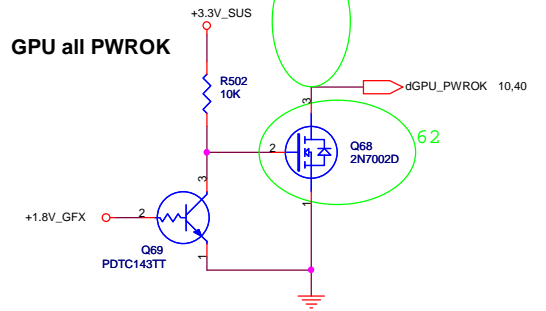 +3.3V_SUS
GPU all PWROK
R502
10K
dGPU_PWROK 10,40
3
62
2
Q68
2N7002D
3
1
+1.8V_GFX
2
Q69
PDTC143TT
1